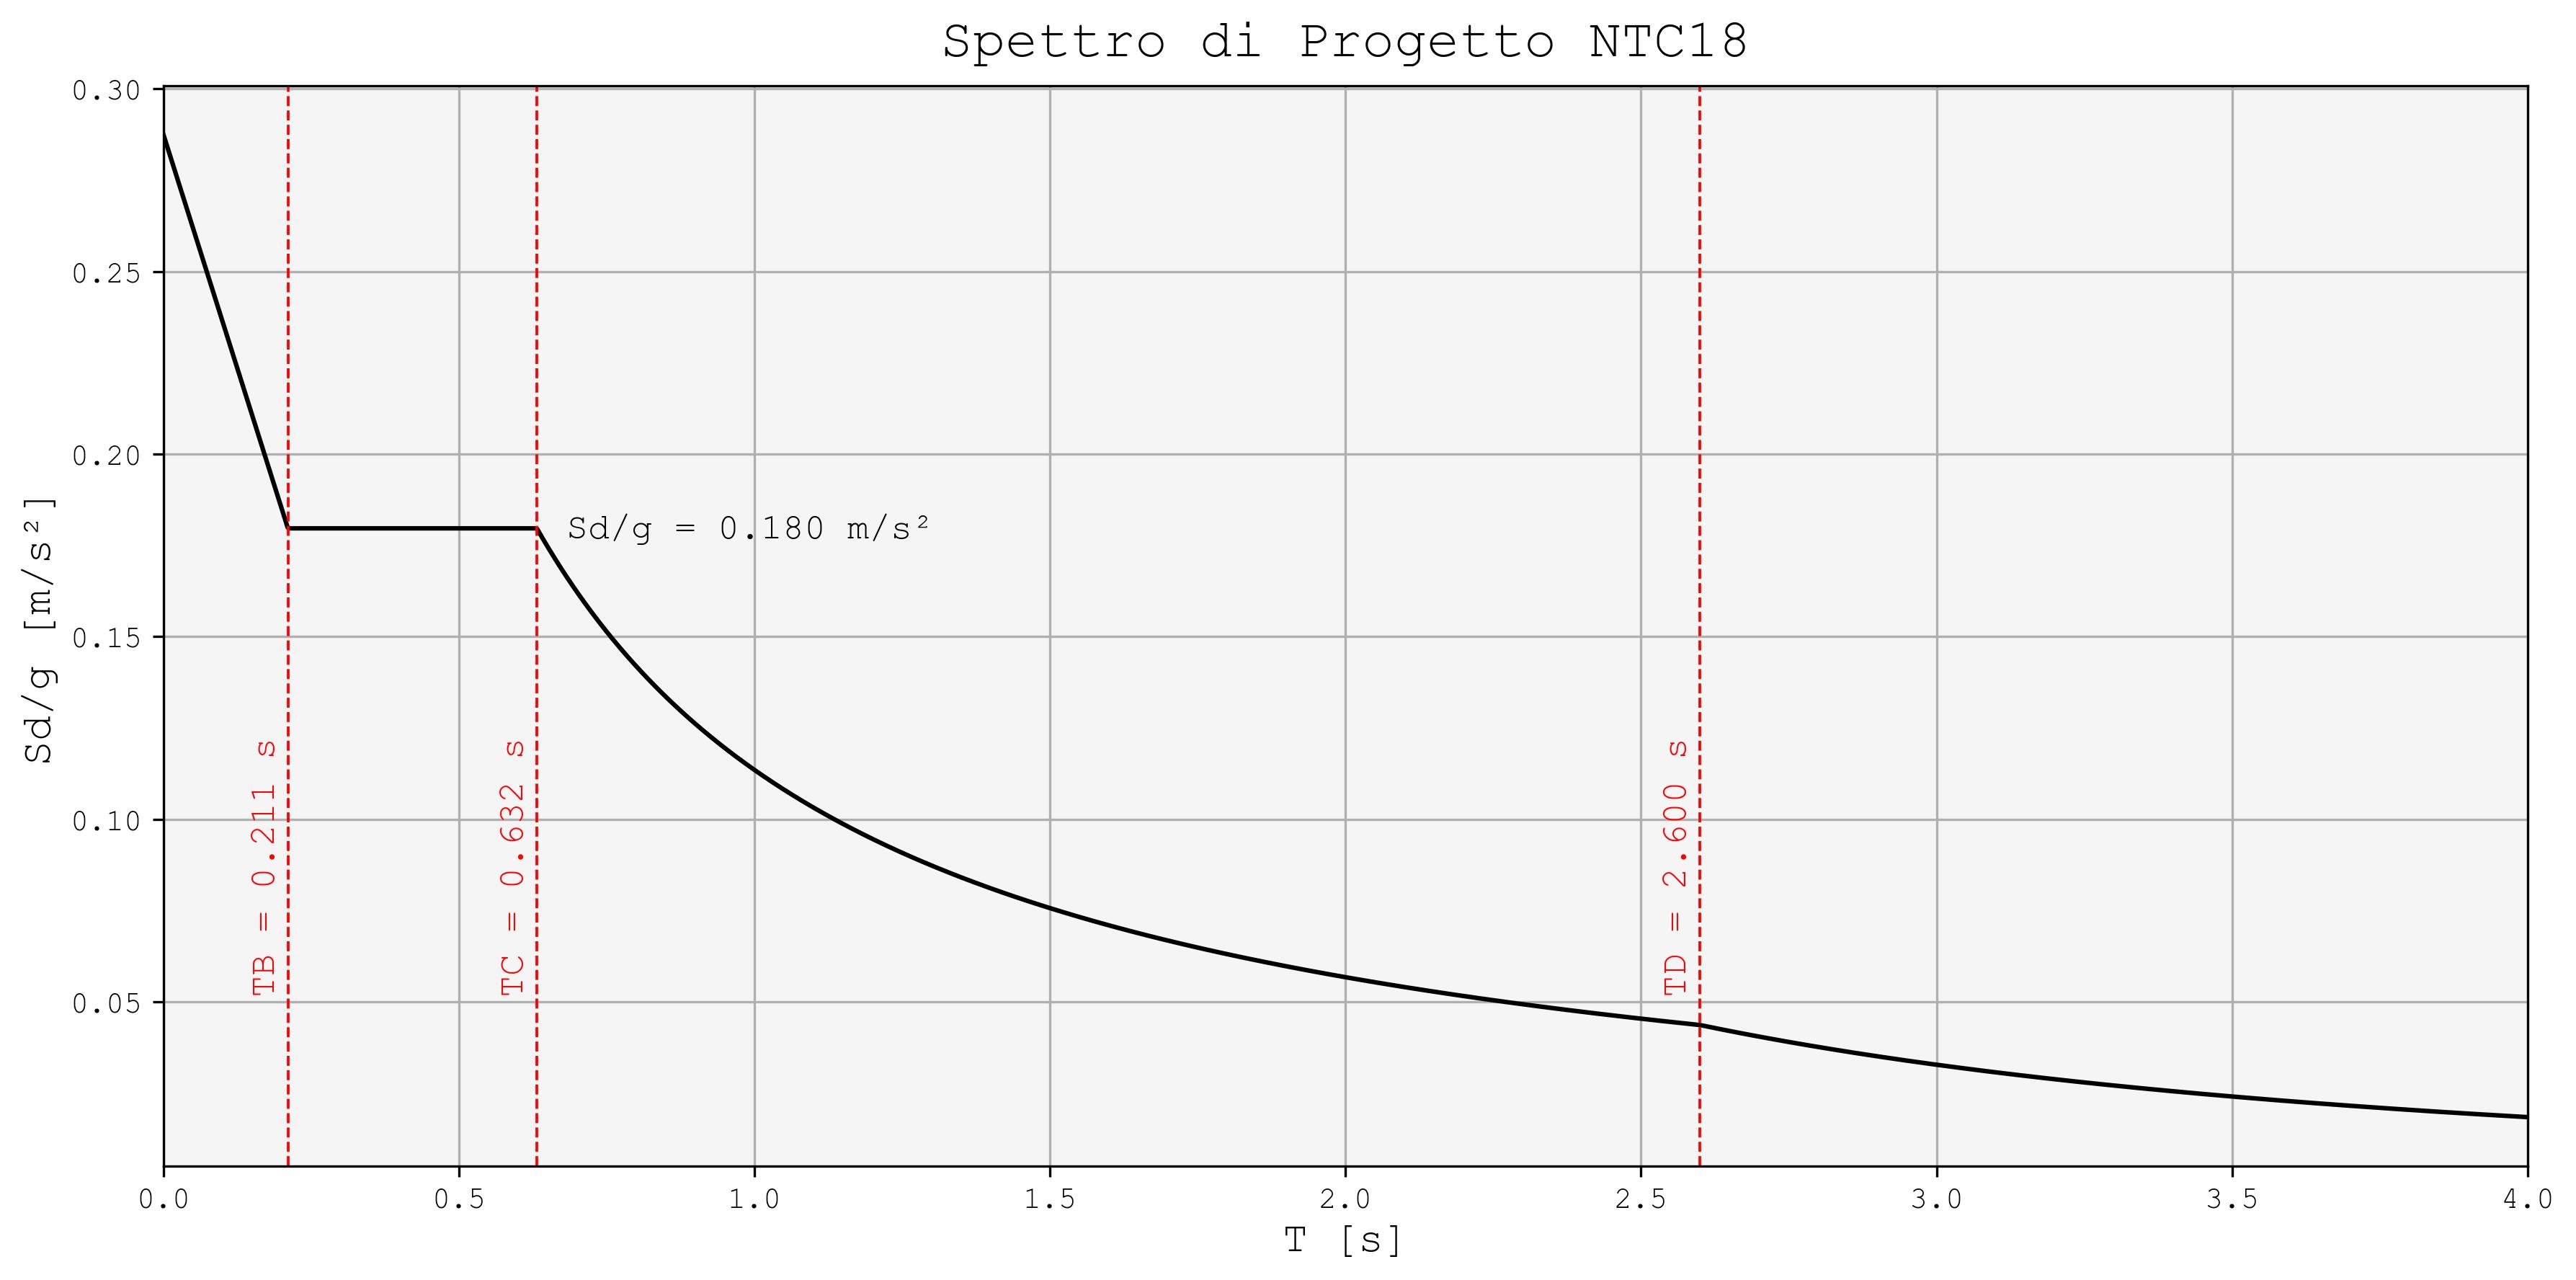 Spettro di Progetto NTC18
Sd/g [m/s²]
0.30
0.25
0.20
0.15
0.10
0.05
Sd/g = 0.180 m/s²
TB = 0.211 s
TC = 0.632 s
TD = 2.600 s
0.0 0.5 1.0 1.5 2.0 2.5 3.0 3.5 4.0
T [s]